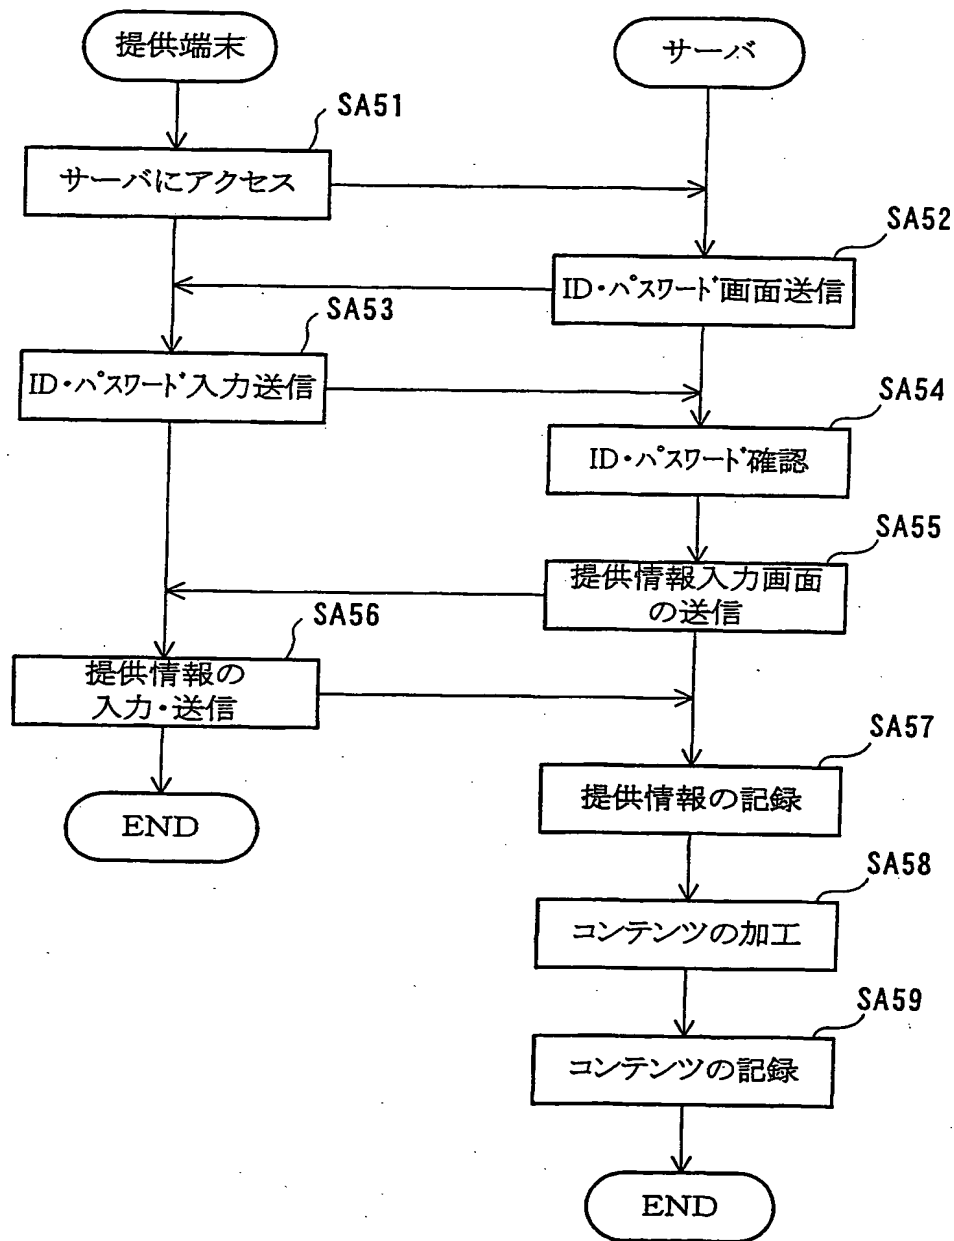 提供端末
サーバ
SA51
サーバにアクセス
SA52
ID・パスワード画面送信
SA53
ID・パスワード入力送信
SA54
ID・パスワード確認
SA55
提供情報入力画面
の送信
SA56
提供情報の
入力・送信
SA57
提供情報の記録
END
SA58
コンテンツの加工
SA59
コンテンツの記録
END